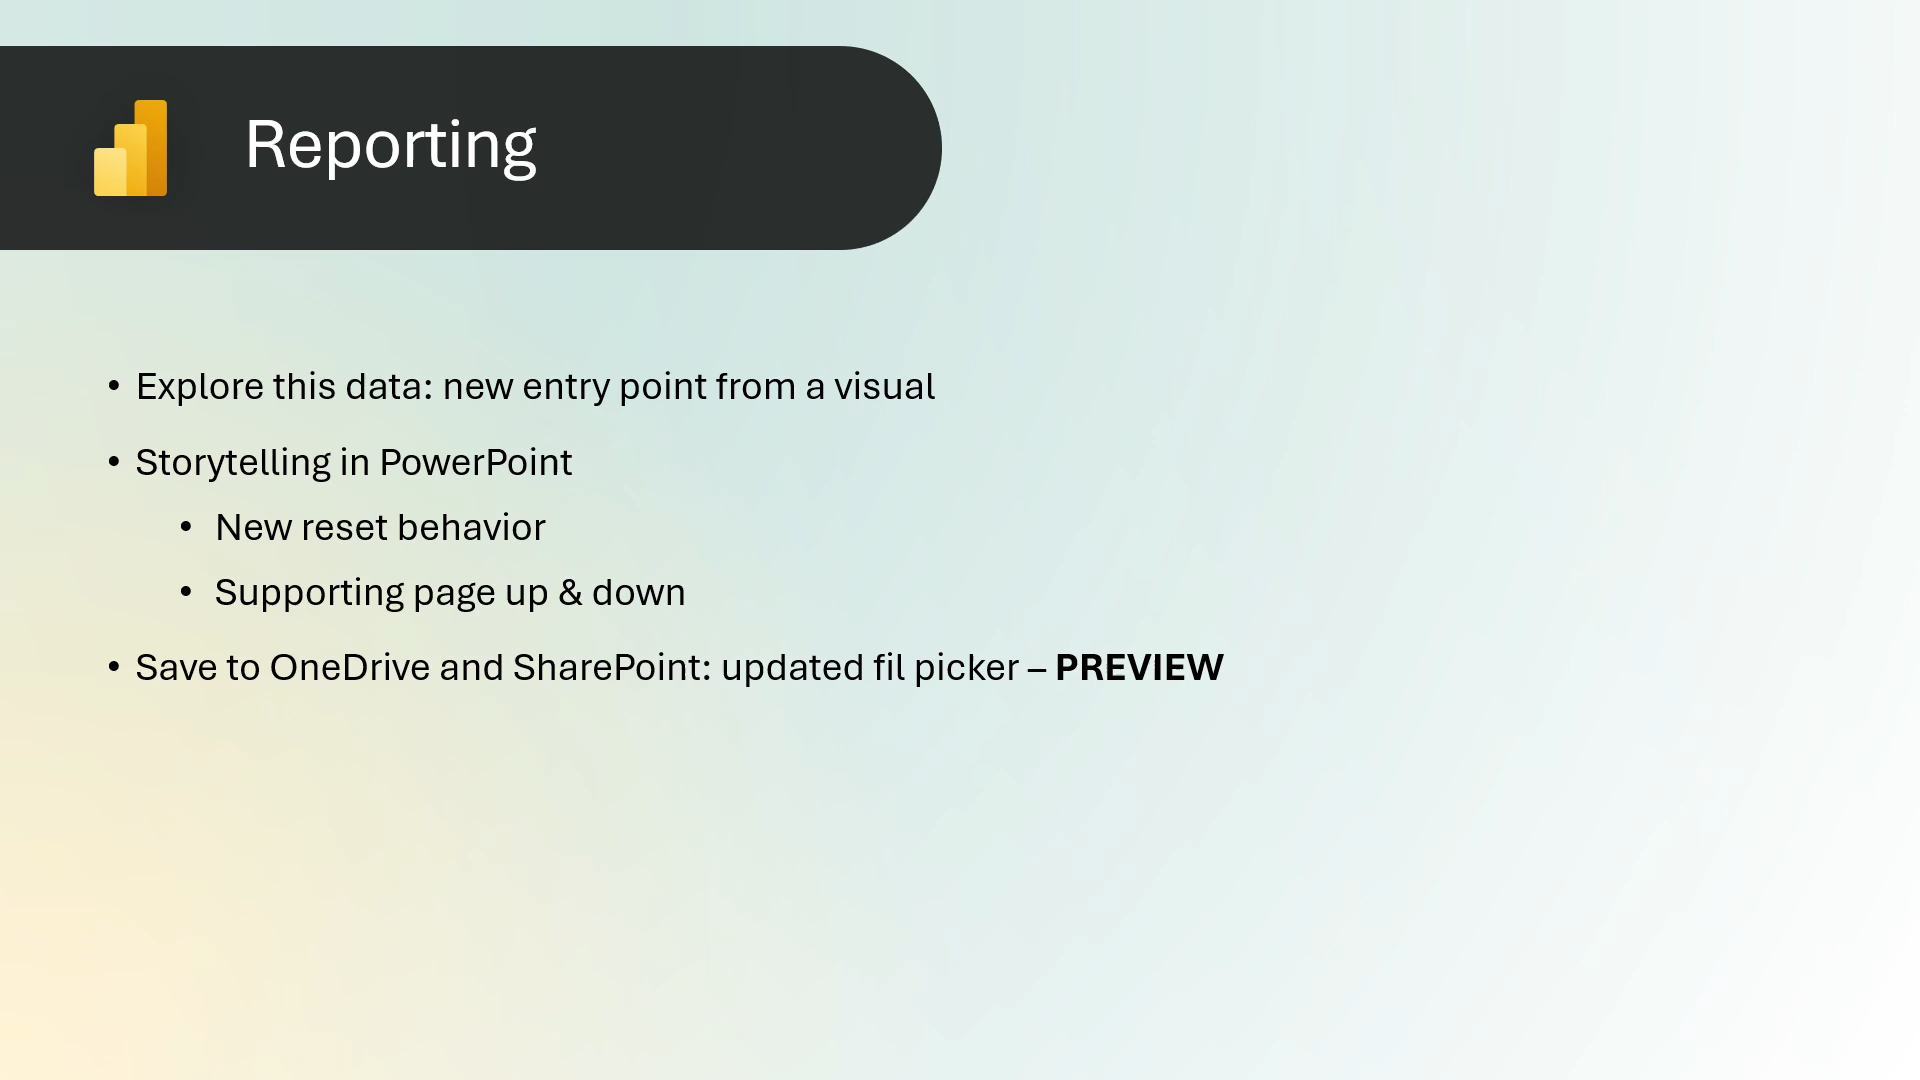 Reporting
• Explore this data: new entry point from a visual
• Storytelling in PowerPoint
• New reset behavior
• Supporting page up & down
• Save to OneDrive and SharePoint: updated fil picker – PREVIEW